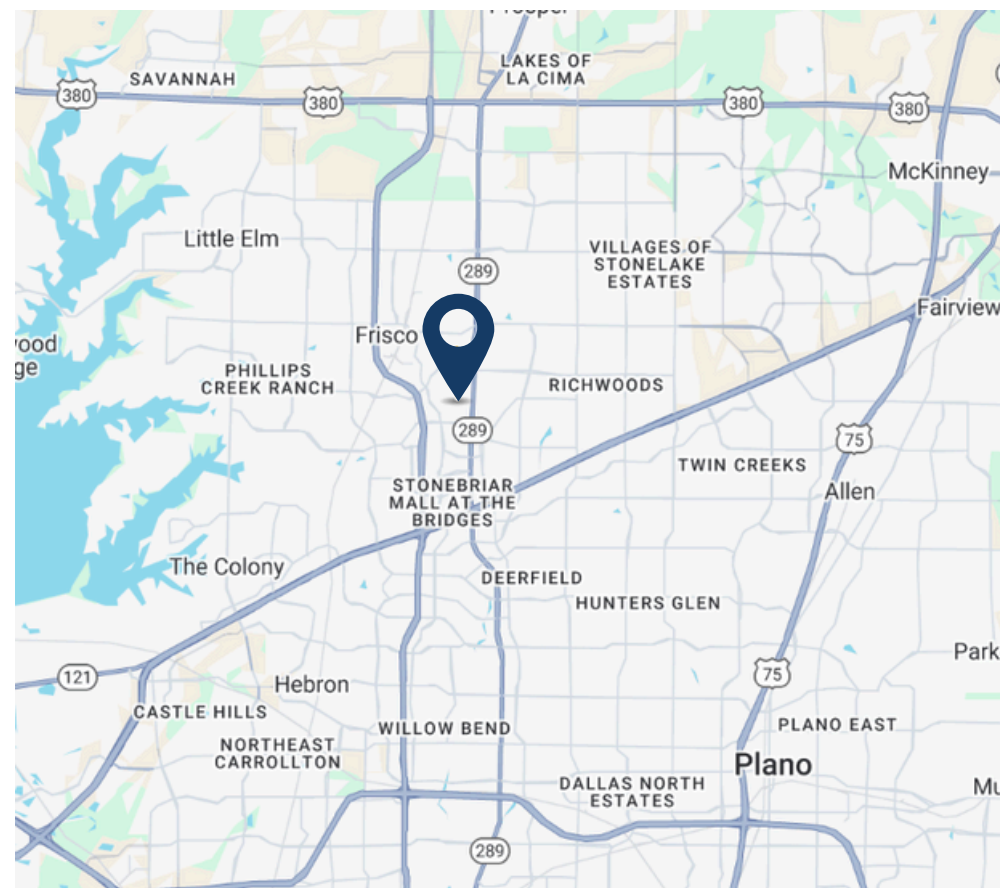 SAVANNAH
LAKES OF
LA CIMA
380
380
380
380
McKinney
Little Elm
VILLAGES OF
STONELAKE
ESTATES
289
Fairview
Frisco
PHILLIPS
CREEK RANCH
RICHWOODS
289
75
TWIN CREEKS
STONEBRIAR
MALL AT THE
BRIDGES
Allen
The Colony
DEERFIELD
HUNTERS GLEN
Park
121
75
Hebron
CASTLE HILLS
WILLOW BEND
PLANO EAST
NORTHEAST
CARROLLTON
Plano
DALLAS NORTH
ESTATES
Mu
289